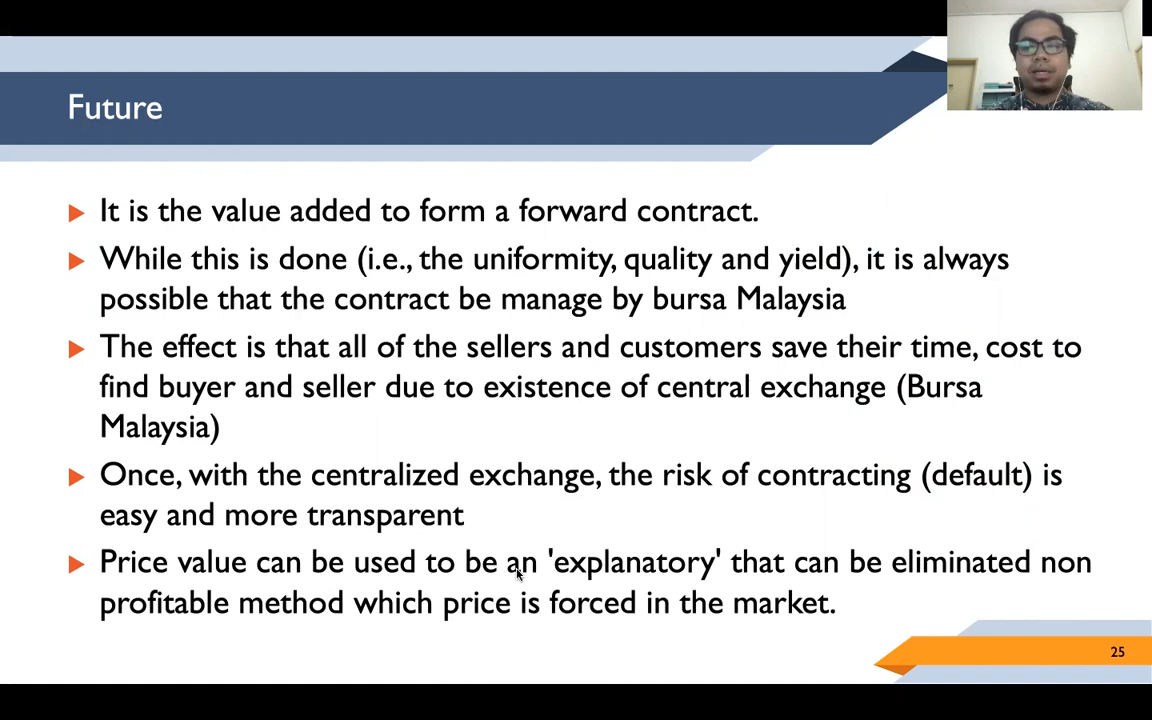 Future
It is the value added to form a forward contract.
While this is done (i.e., the uniformity, quality and yield), it is always
possible that the contract be manage by bursa Malaysia
The effect is that all of the sellers and customers save their time, cost to
find buyer and seller due to existence of central exchange (Bursa
Malaysia)
Once, with the centralized exchange, the risk of contracting (default) is
easy and more transparent
Price value can be used to be an 'explanatory' that can be eliminated non
profitable method which price is forced in the market.
25